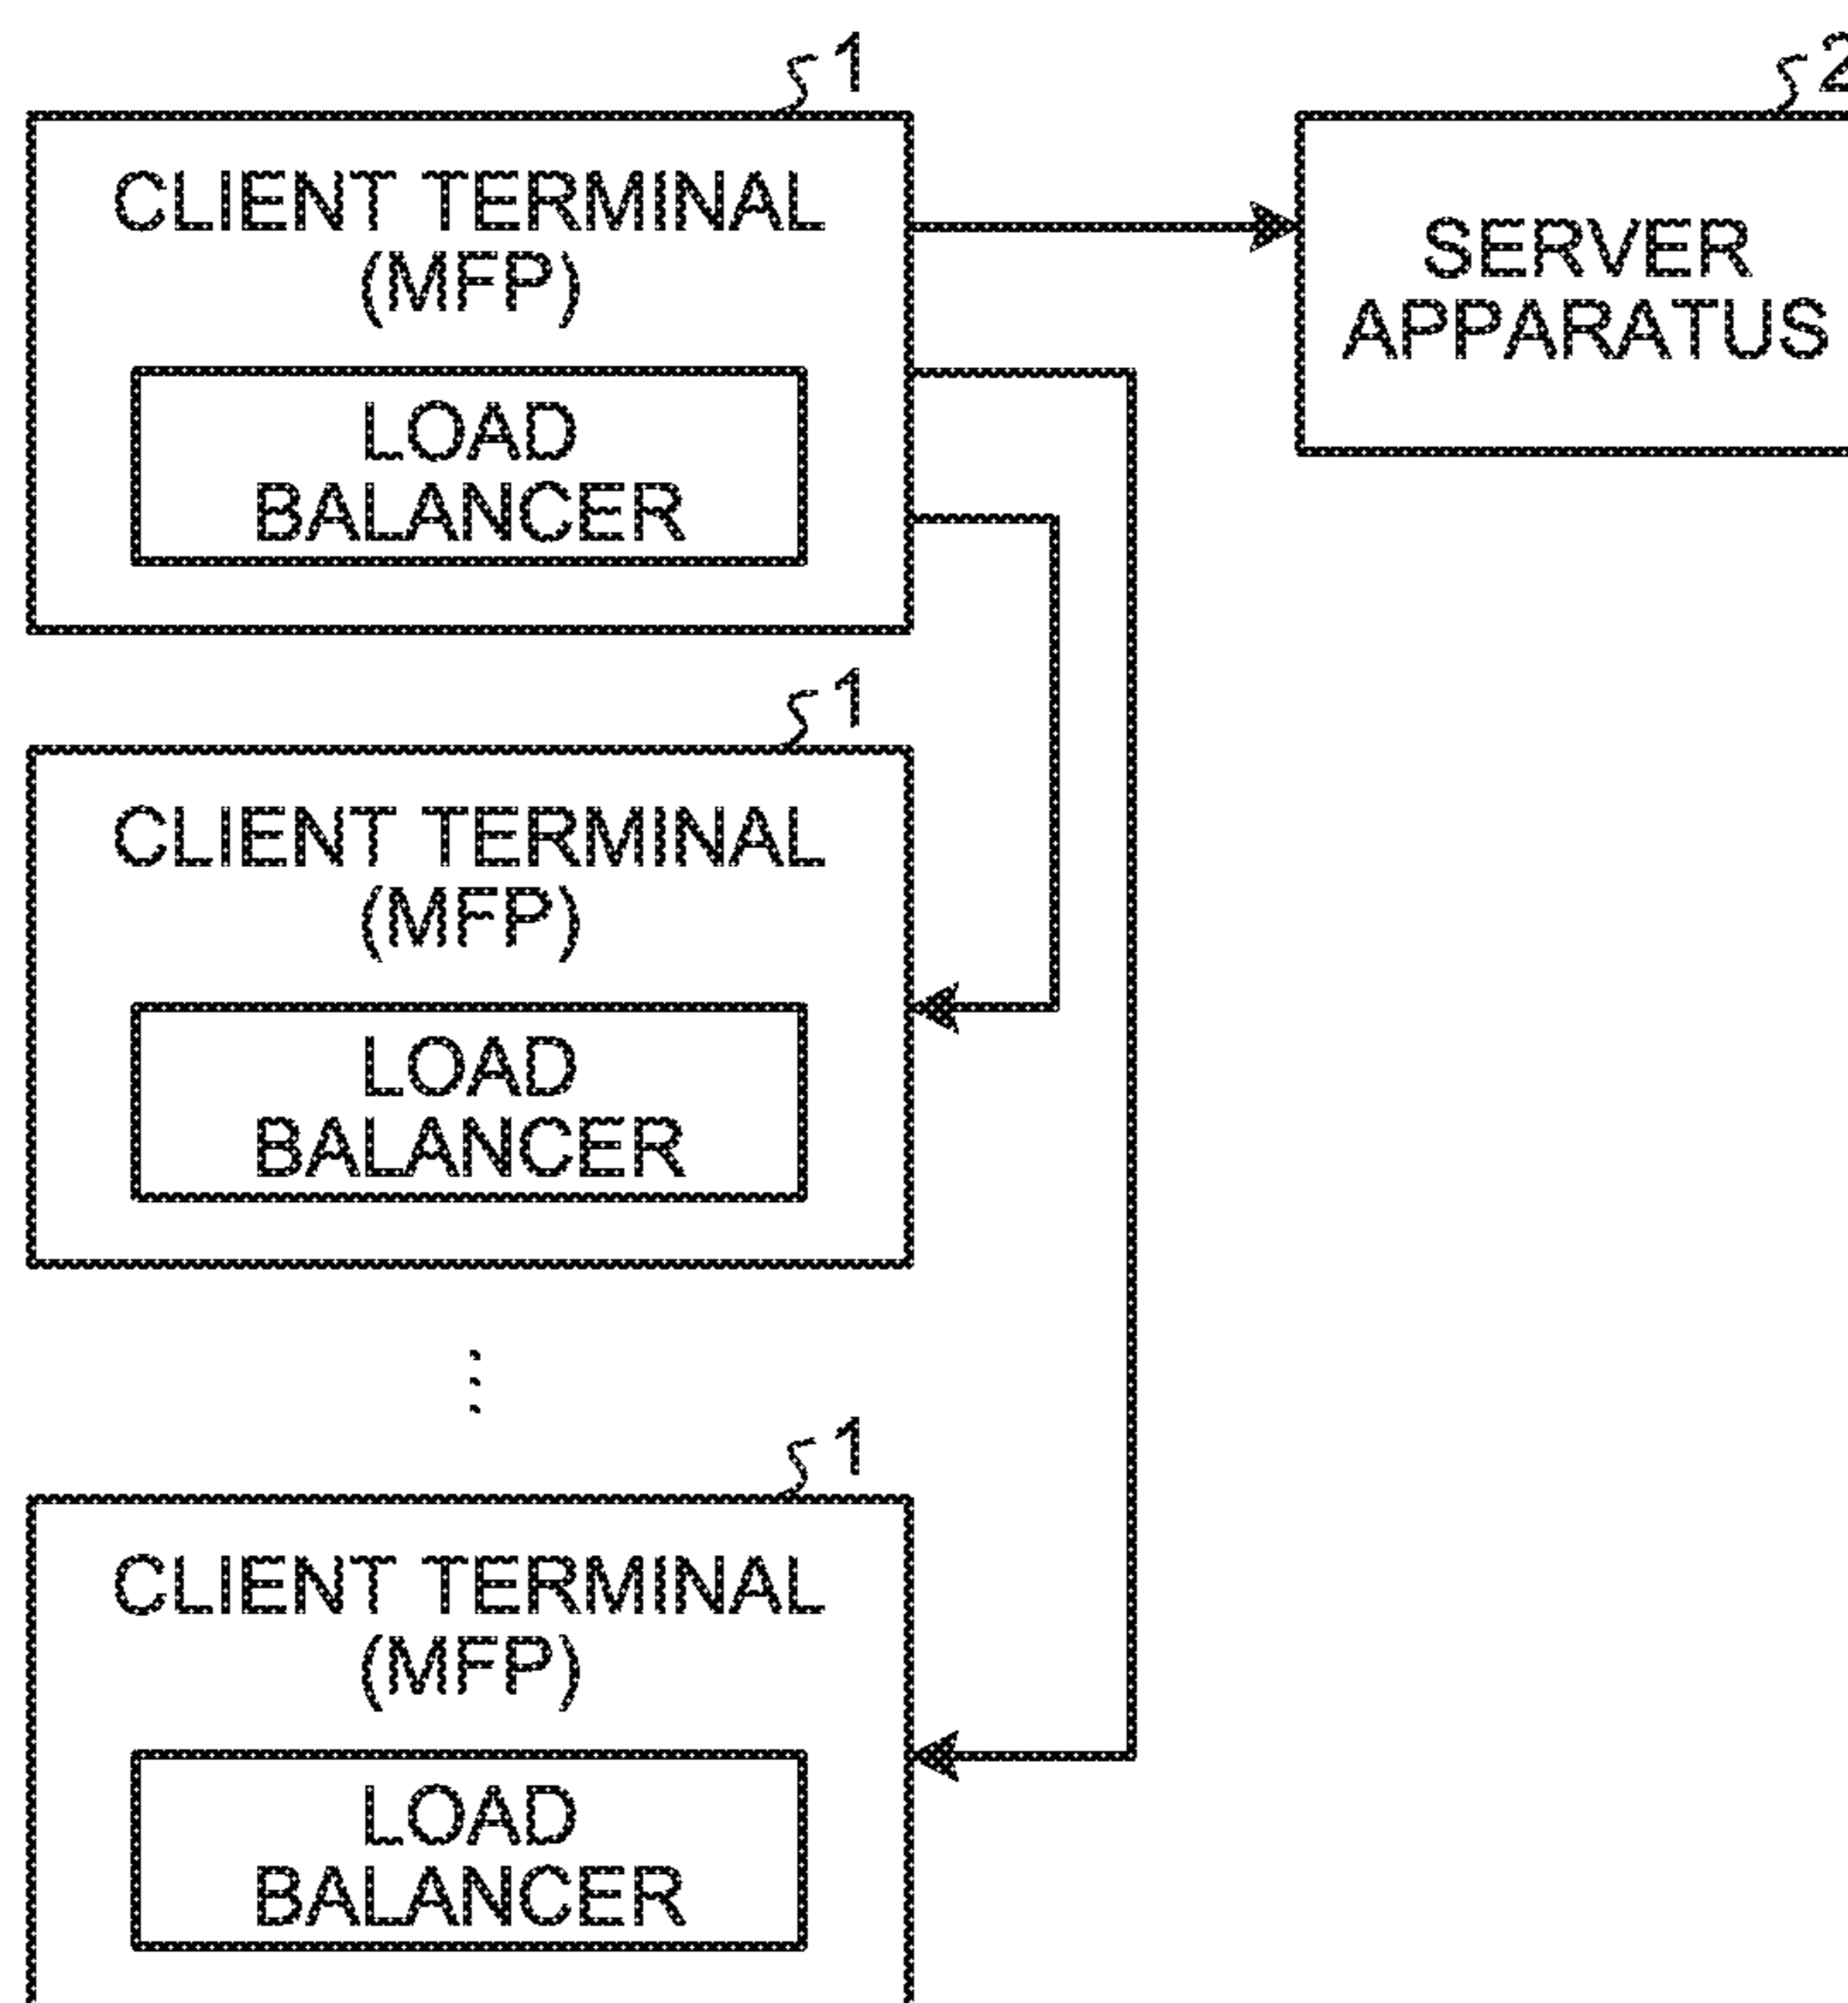 1
CLIENT TERMINAL
(MFP)
LOAD
BALANCER
2
SERVER
APPARATUS
1
CLIENT TERMINAL
(MFP)
LOAD
BALANCER
1
CLIENT TERMINAL
(MFP)
LOAD
BALANCER